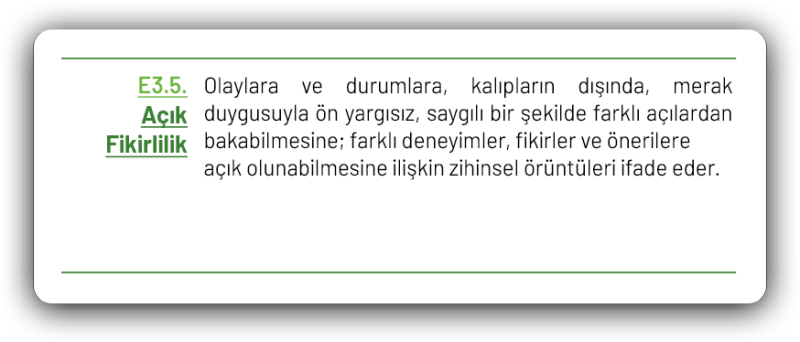 E3.5.
Açık
Fikirlilik
Olaylara ve durumlara, kalıpların dışında, merak
duygusuyla ön yargısız, saygılı bir şekilde farklı açılardan
bakabilmesine; farklı deneyimler, fikirler ve önerilere
açık olunabilmesine ilişkin zihinsel örüntüleri ifade eder.